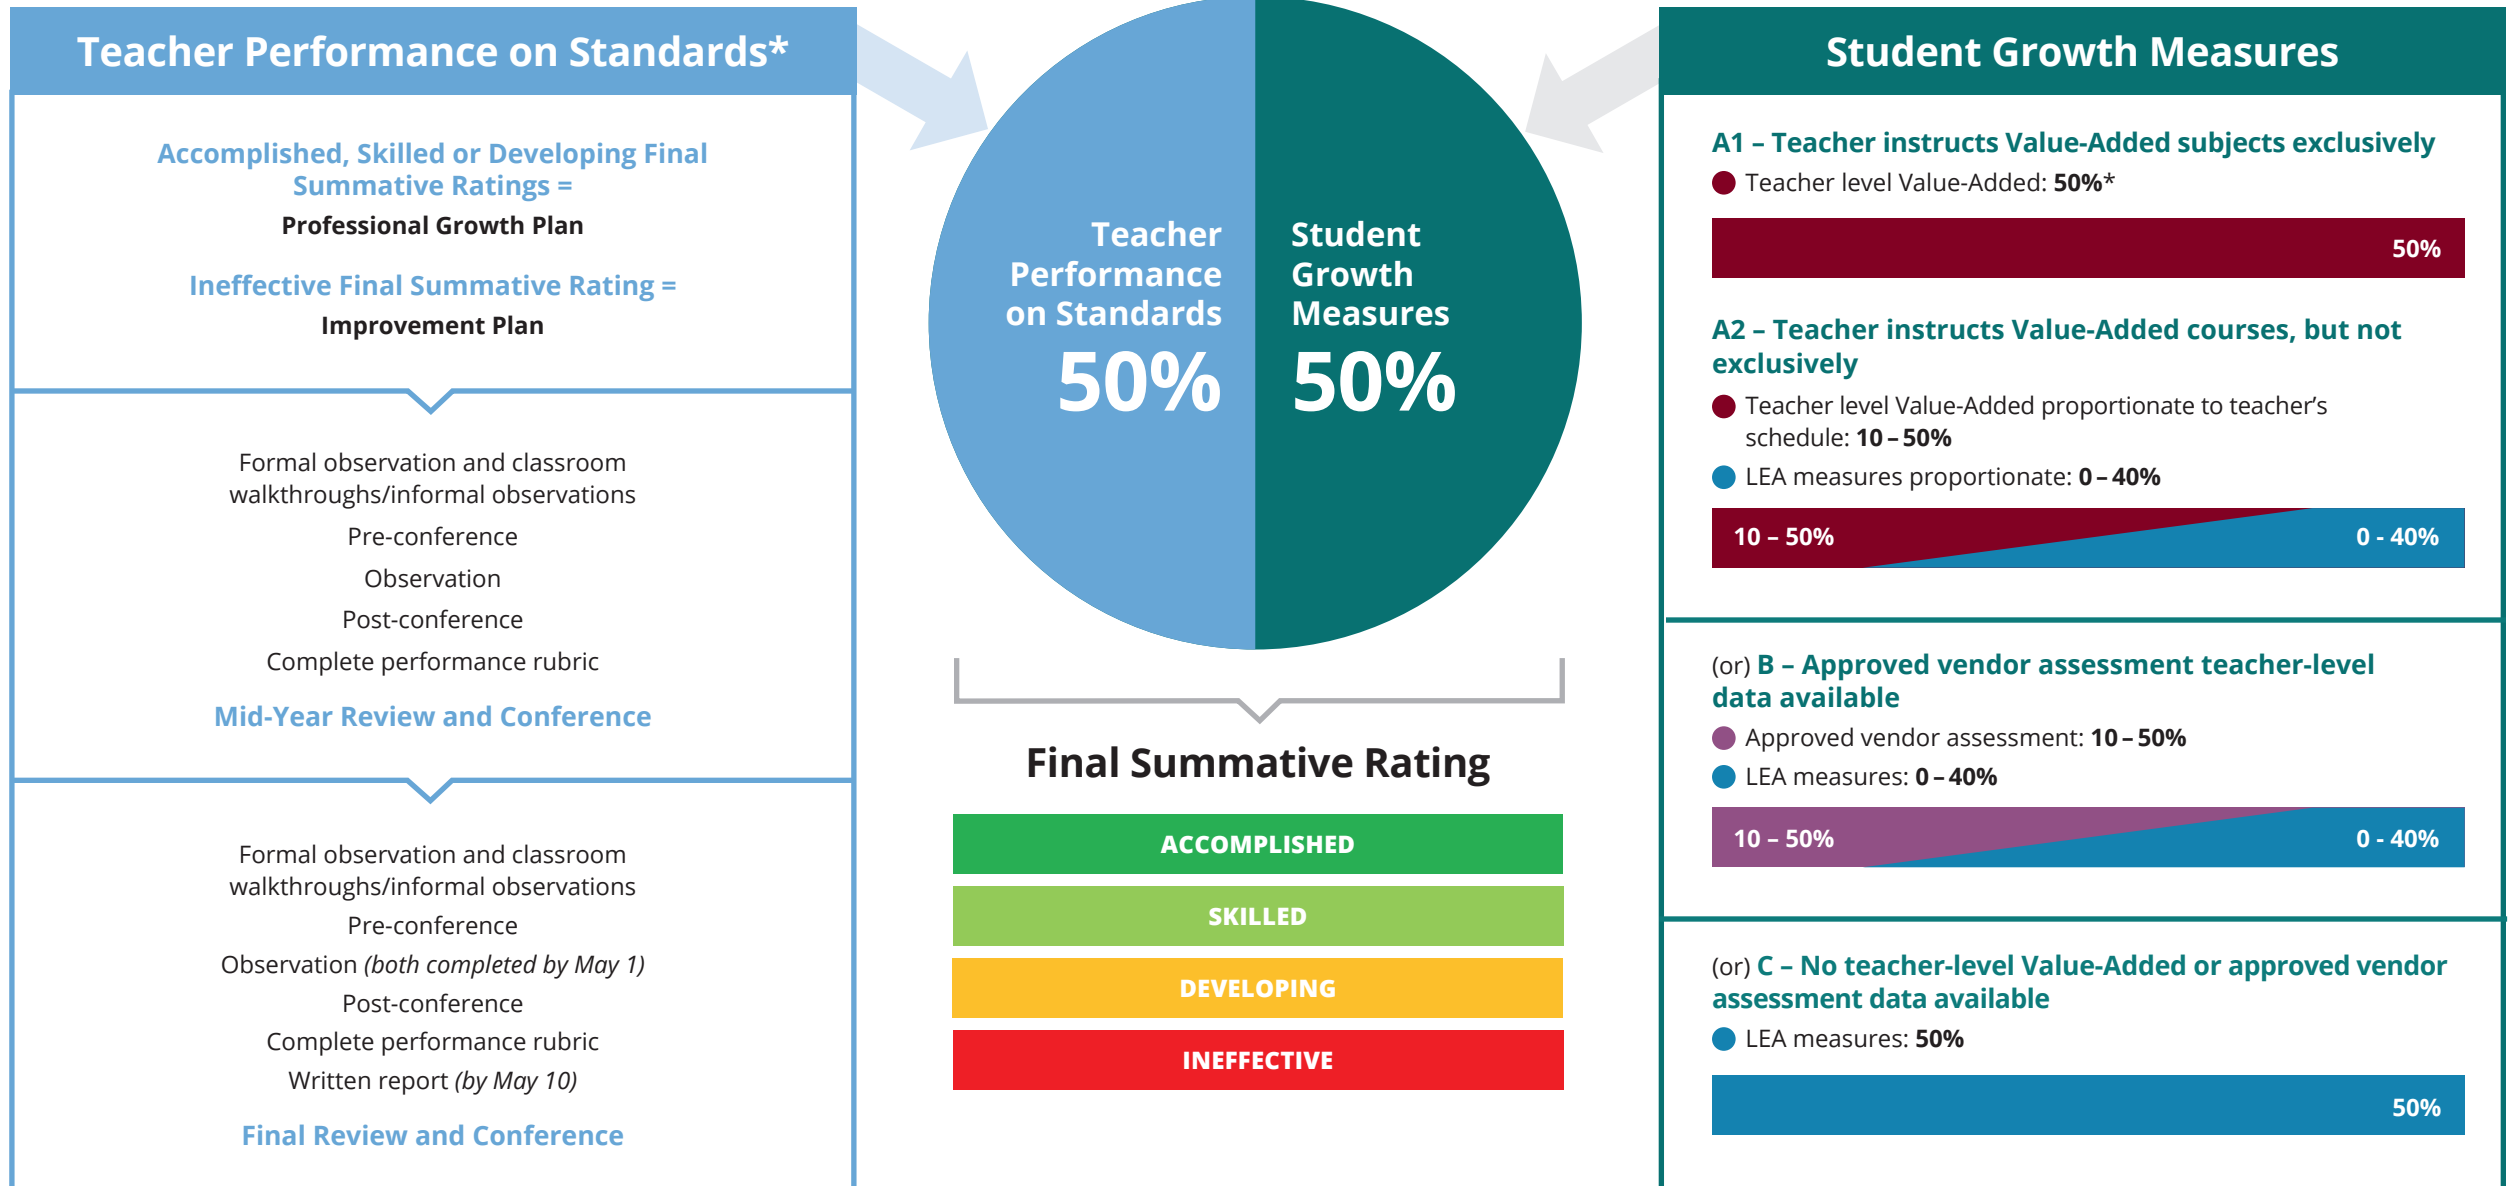 Teacher Performance on Standards*
Accomplished, Skilled or Developing Final
Summative Ratings =
Professional Growth Plan
Ineffective Final Summative Rating =
Improvement Plan
Formal observation and classroom
walkthroughs/informal observations
Pre-conference
Observation
Post-conference
Complete performance rubric
Mid-Year Review and Conference
Formal observation and classroom
walkthroughs/informal observations
Pre-conference
Observation (both completed by May 1)
Post-conference
Complete performance rubric
Written report (by May 10)
Final Review and Conference
Teacher
Performance
on Standards
50%
Student
Growth
Measures
50%
Final Summative Rating
ACCOMPLISHED
SKILLED
DEVELOPING
INEFFECTIVE
Student Growth Measures
A1 – Teacher instructs Value-Added subjects exclusively
Teacher level Value-Added: 50%*
50%
A2 – Teacher instructs Value-Added courses, but not
exclusively
Teacher level Value-Added proportionate to teacher’s
schedule: 10 – 50%
LEA measures proportionate: 0 – 40%
10 – 50%
0 - 40%
(or) B – Approved vendor assessment teacher-level
data available
Approved vendor assessment: 10 – 50%
LEA measures: 0 – 40%
10 – 50%
0 - 40%
(or) C – No teacher-level Value-Added or approved vendor
assessment data available
LEA measures: 50%
50%